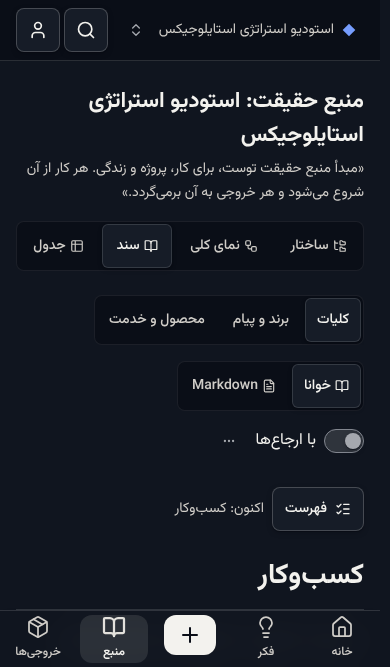 استودیو استراتژی استایلوجیکس
منبع حقیقت: استودیو استراتژی
استایلوجیکس
«مبدأ منبع حقیقت توست، برای کار، پروژه و زندگی. هر کار از آن
شروع می‌شود و هر خروجی به آن برمی‌گردد.»
ساختار نمای کلی سند جدول
کلیات برند و پیام محصول و خدمت
خوانا Markdown
با ارجاع‌ها ...
فهرست اکنون: کسب‌وکار
کسب‌وکار
خانه فکر منبع خروجی‌ها